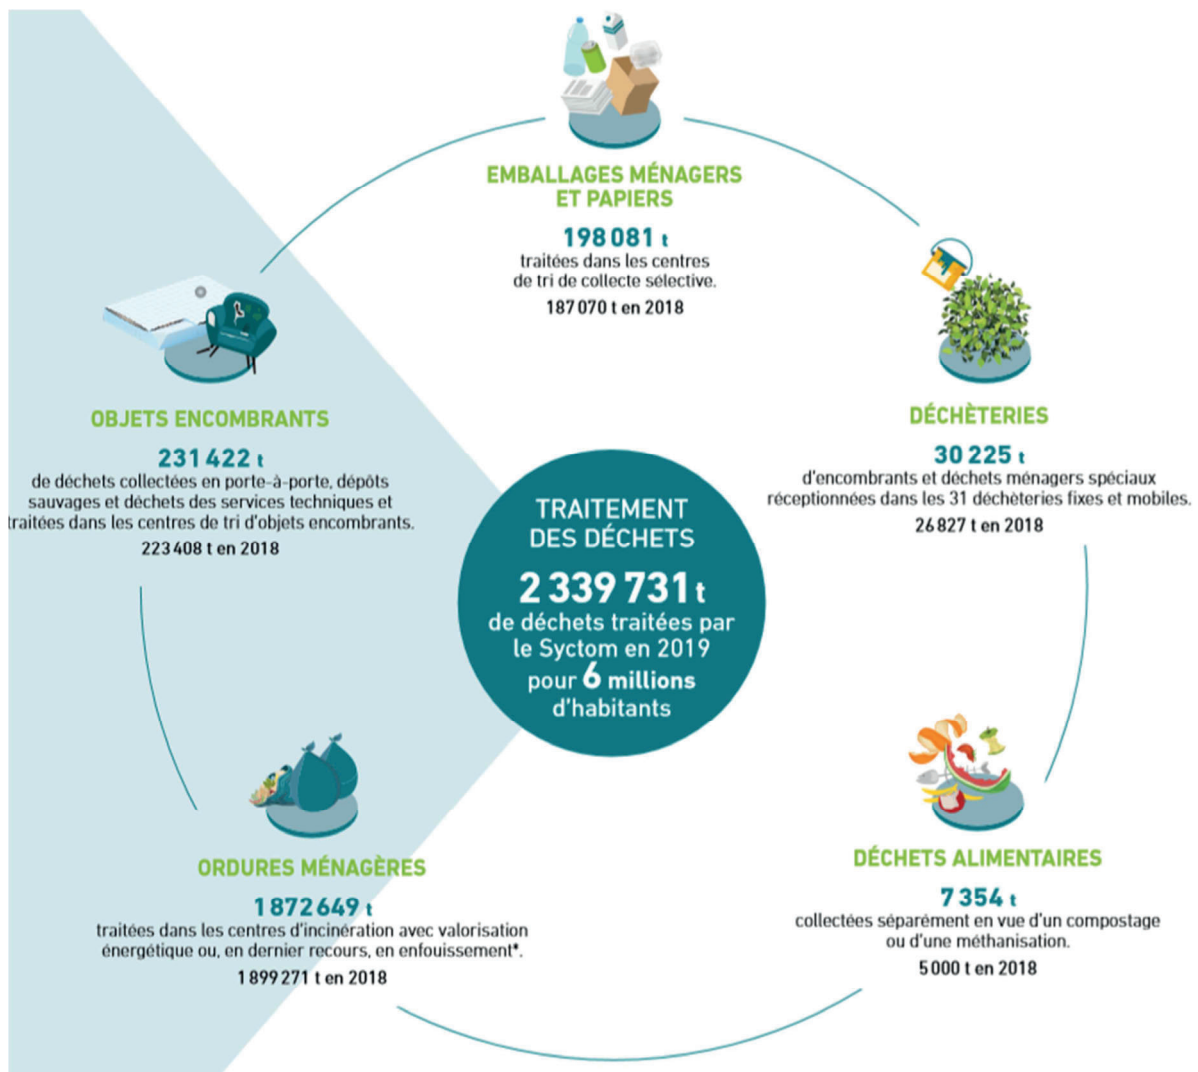 EMBALLAGES MÉNAGERS
ET PAPIERS
198 081 t
traitées dans les centres
de tri de collecte sélective.
187 070 t en 2018
DÉCHÈTERIES
30 225 t
d'encombrants et déchets ménagers spéciaux
réceptionnées dans les 31 déchèteries fixes et mobiles.
26 827 t en 2018
OBJETS ENCOMBRANTS
231 422 t
de déchets collectées en porte-à-porte, dépôts
sauvages et déchets des services techniques et
traitées dans les centres de tri d'objets encombrants.
223 408 t en 2018
TRAITEMENT
DES DÉCHETS
2 339 731 t
de déchets traitées par
le Syctom en 2019
pour 6 millions
d'habitants
ORDURES MÉNAGÈRES
1 872 649 t
traitées dans les centres d'incinération avec valorisation
énergétique ou, en dernier recours, en enfouissement*.
1 899 271 t en 2018
DÉCHETS ALIMENTAIRES
7 354 t
collectées séparément en vue d'un compostage
ou d'une méthanisation.
5 000 t en 2018